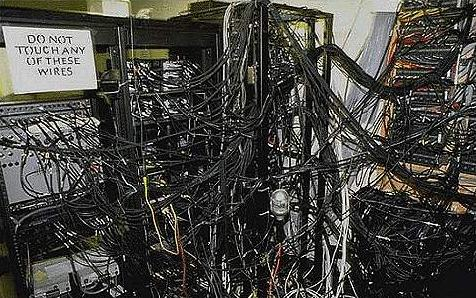 DO NOT
TOUCH ANY
OF THESE
WIRES